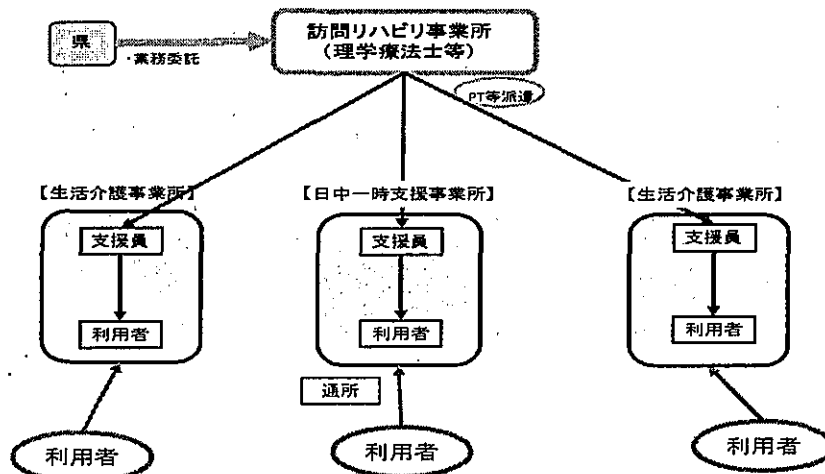 県
・業務委託
訪問リハビリ事業所
(理学療法士等)
PT等派遣
【生活介護事業所】
【日中一時支援事業所】
【生活介護事業所】
支援員
支援員
支援員
利用者
利用者
利用者
通所
利用者
利用者
利用者